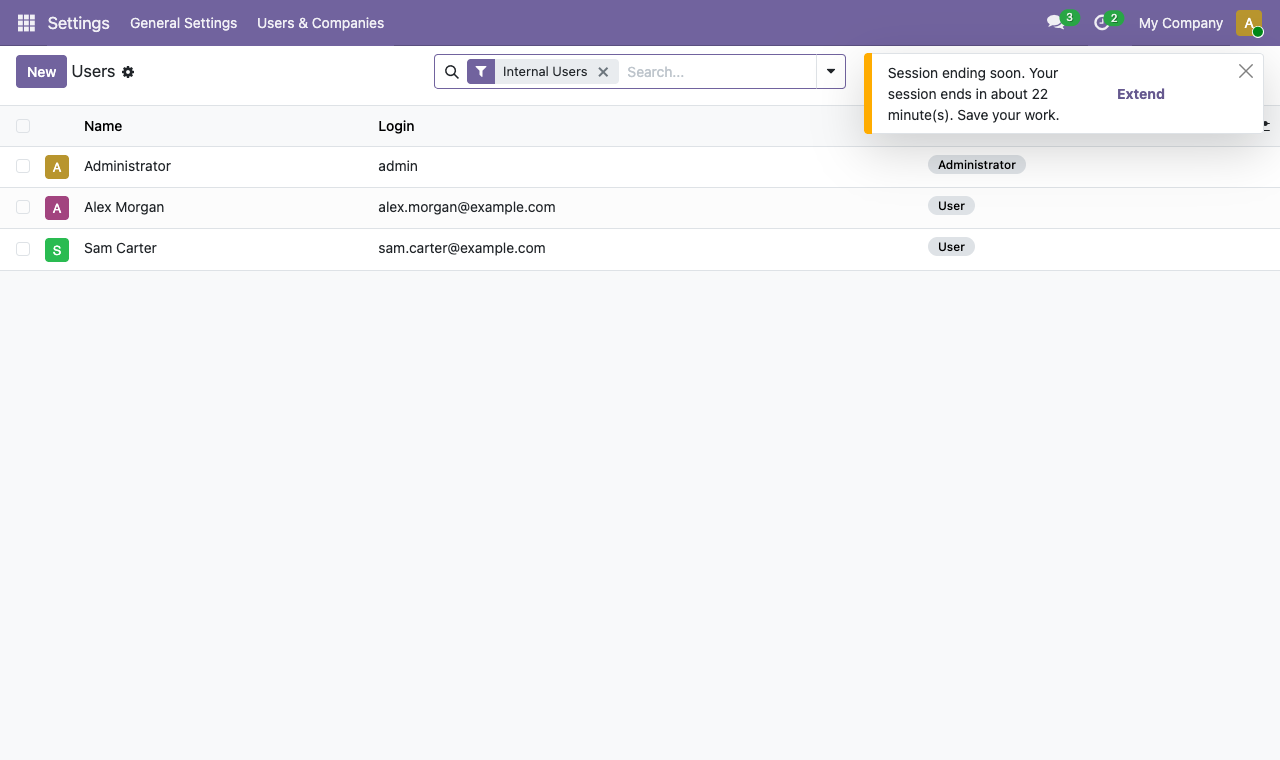 Settings General Settings Users & Companies 3 2 My Company A
New Users Internal Users Search...
Session ending soon. Your
session ends in about 22
minute(s). Save your work.
Extend
Name Login
A Administrator admin Administrator
A Alex Morgan alex.morgan@example.com User
S Sam Carter sam.carter@example.com User